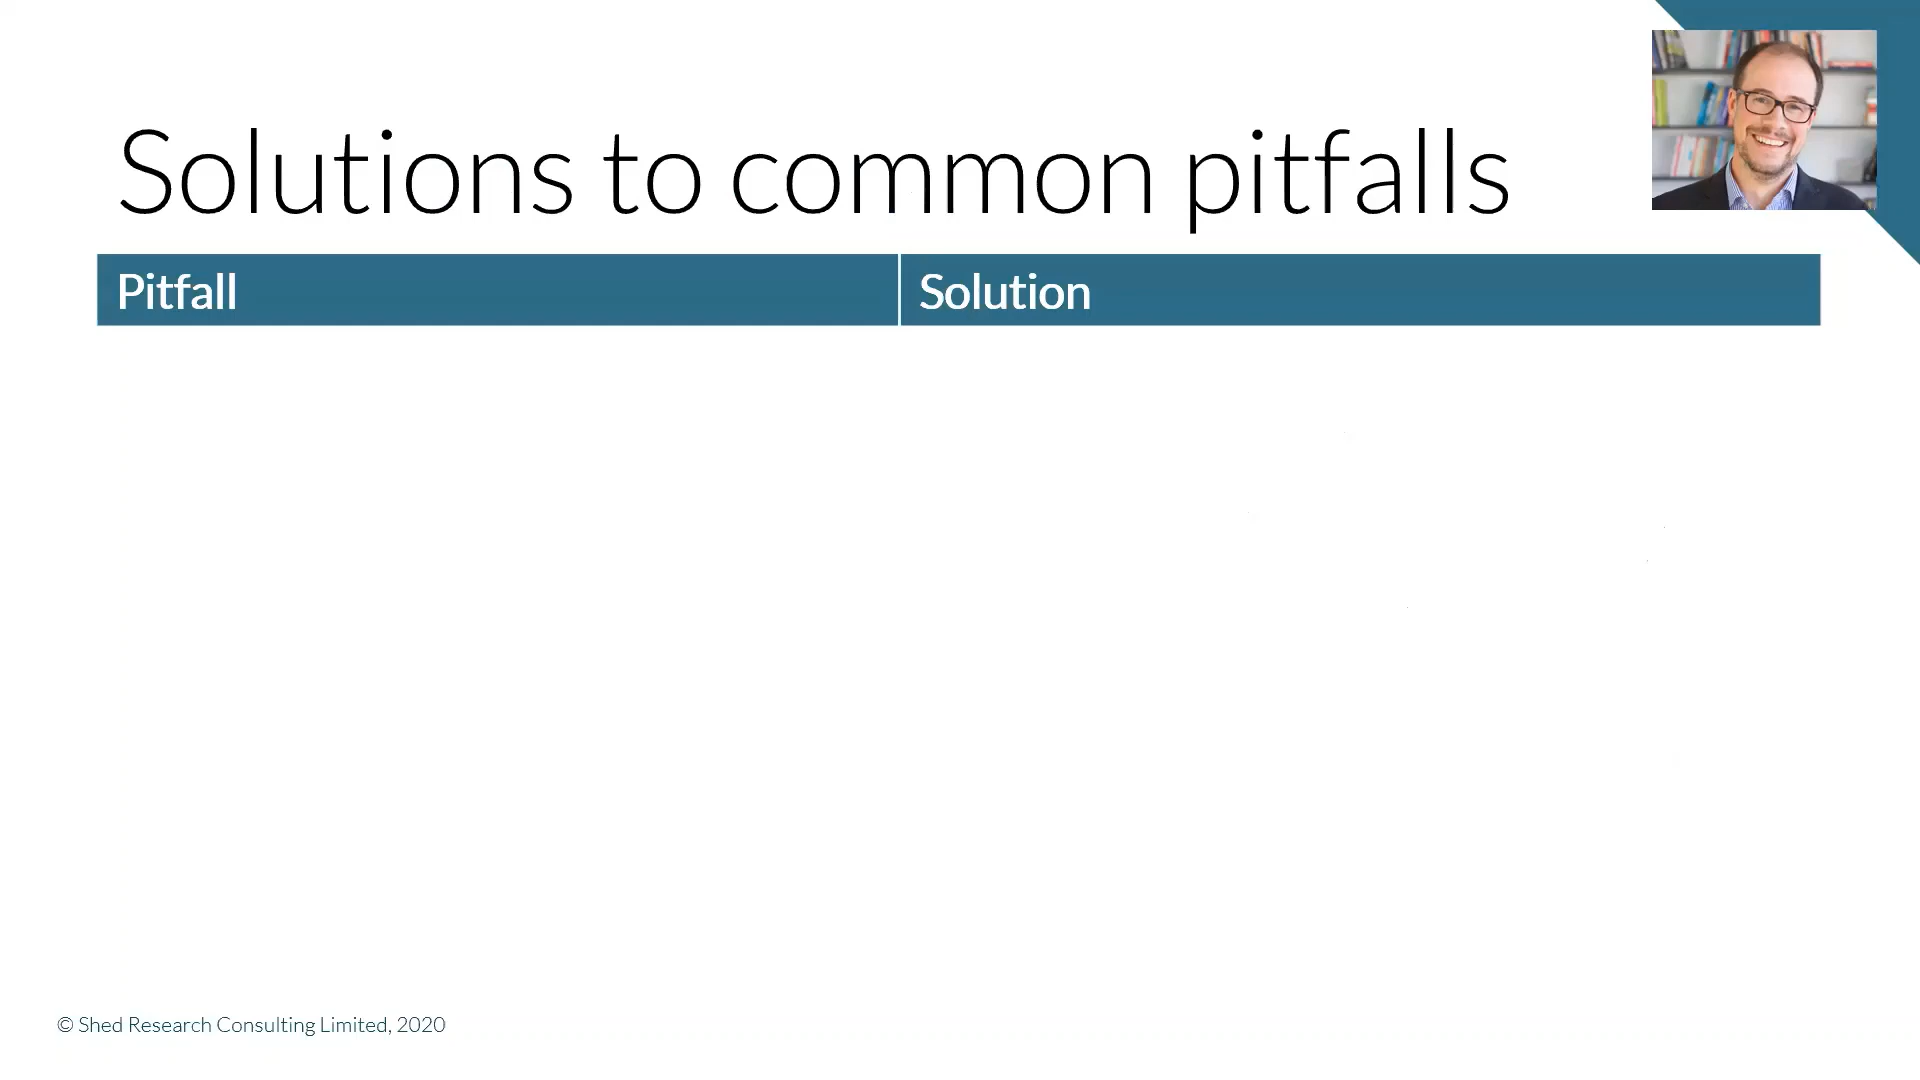 Solutions to common pitfalls
Pitfall
Solution
© Shed Research Consulting Limited, 2020